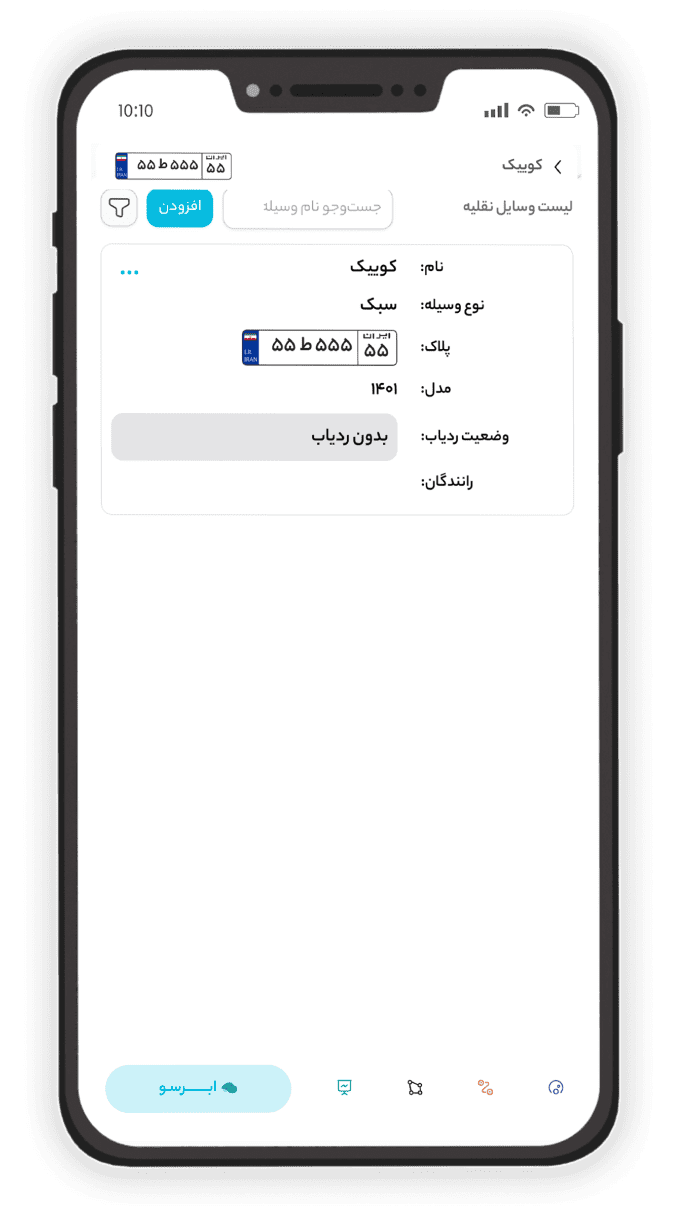 10:10
کوییک
۵۵ ط ۵۵۵ ایران ۵۵
I.R. IRAN
لیست وسایل نقلیه
جست‌وجو نام وسیله
افزودن
نام: کوییک
نوع وسیله: سبک
پلاک: ۵۵ ط ۵۵۵ ایران ۵۵
I.R. IRAN
مدل: ۱۴۰۱
وضعیت ردیاب: بدون ردیاب
رانندگان:
ابرسو